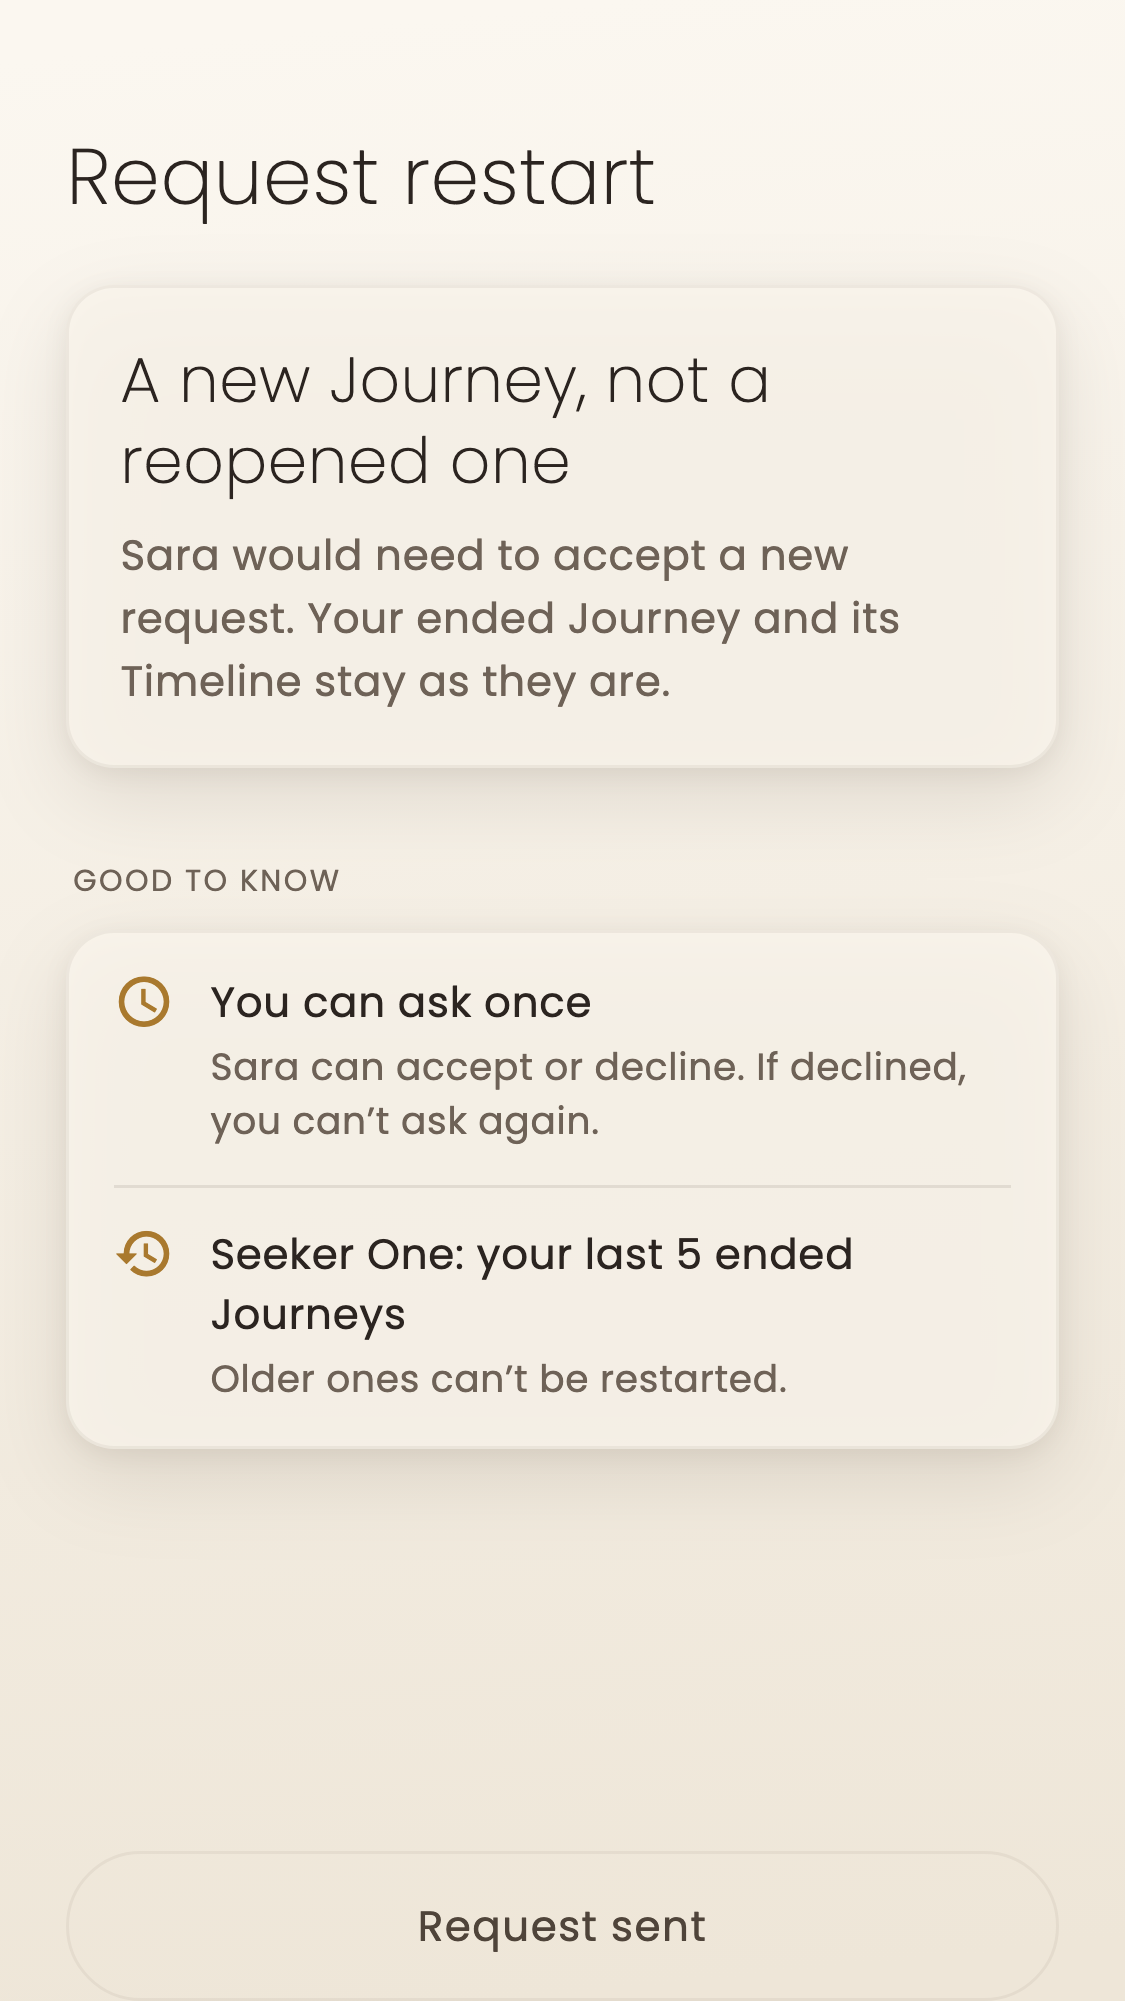 Request restart
A new Journey, not a
reopened one
Sara would need to accept a new
request. Your ended Journey and its
Timeline stay as they are.
GOOD TO KNOW
You can ask once
Sara can accept or decline. If declined,
you can’t ask again.
Seeker One: your last 5 ended
Journeys
Older ones can’t be restarted.
Request sent